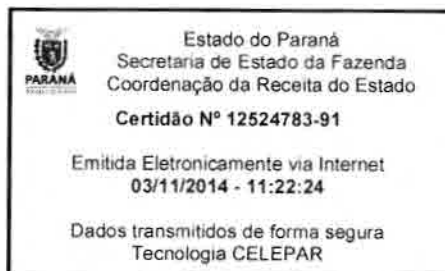 Estado do Paraná
Secretaria de Estado da Fazenda
PARANÁ
Coordenação da Receita do Estado
Certidão Nº 12524783-91
Emitida Eletronicamente via Internet
03/11/2014 - 11:22:24
Dados transmitidos de forma segura
Tecnologia CELEPAR